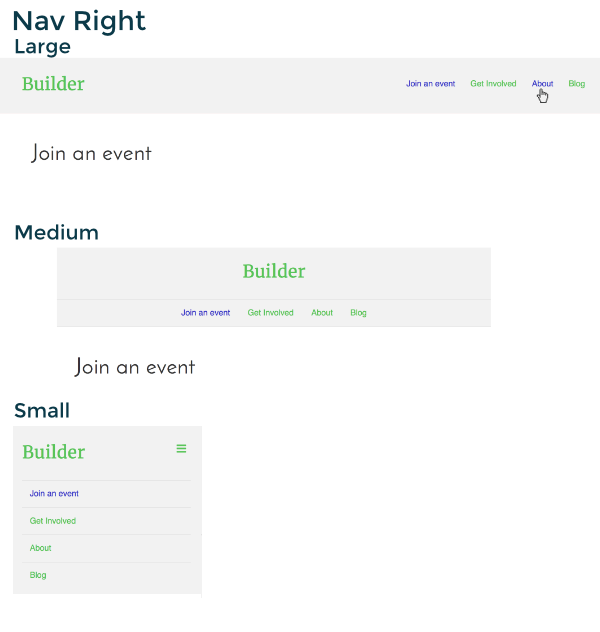 Nav Right
Large
Builder
Join an event Get Involved About Blog
Join an event
Medium
Builder
Join an event Get Involved About Blog
Join an event
Small
Builder
Join an event
Get Involved
About
Blog